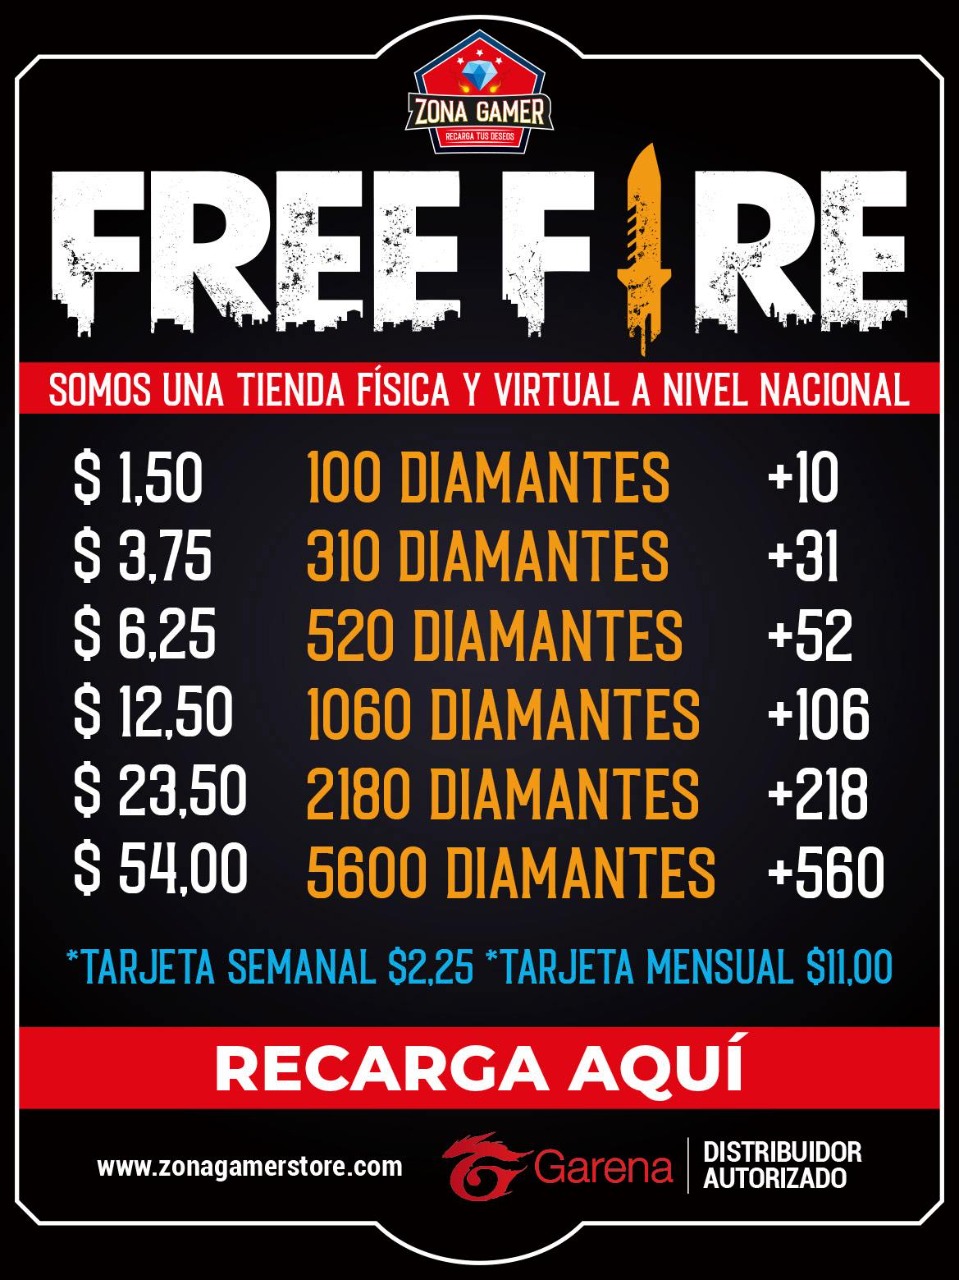 ZONA GAMER
RECARGA TUS DESEOS
FREE FIRE
SOMOS UNA TIENDA FÍSICA Y VIRTUAL A NIVEL NACIONAL
$ 1,50 100 DIAMANTES +10
$ 3,75 310 DIAMANTES +31
$ 6,25 520 DIAMANTES +52
$ 12,50 1060 DIAMANTES +106
$ 23,50 2180 DIAMANTES +218
$ 54,00 5600 DIAMANTES +560
*TARJETA SEMANAL $2,25 *TARJETA MENSUAL $11,00
RECARGA AQUÍ
www.zonagamerstore.com
Garena
DISTRIBUIDOR
AUTORIZADO